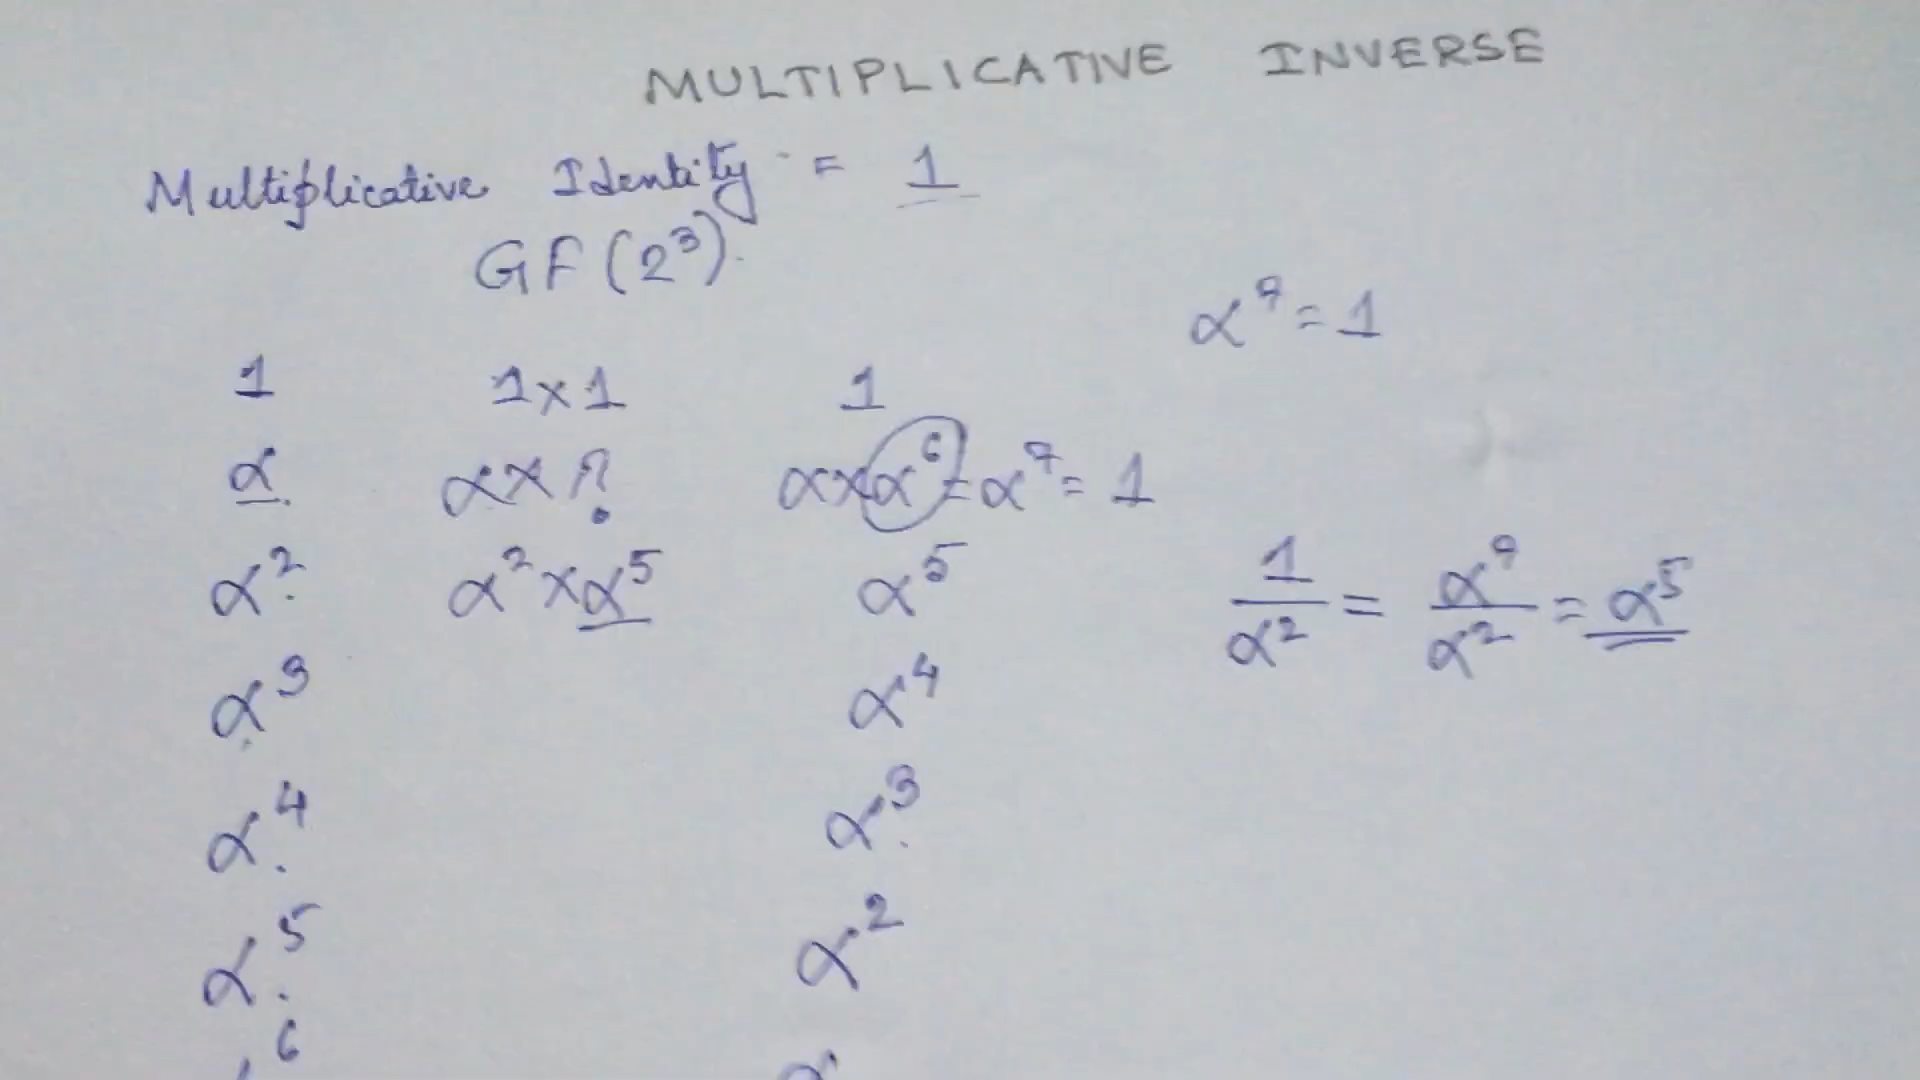 MULTIPLICATIVE INVERSE
Multiplicative Identity = 1
GF(2³)
α⁷ = 1
1 1×1 1
α α×? α×α⁶ = α⁷ = 1
α² α²×α⁵ α⁵ 1/α² = α⁷/α² = α⁵
α³ α⁴
α⁴ α³
α⁵ α²
α⁶ α